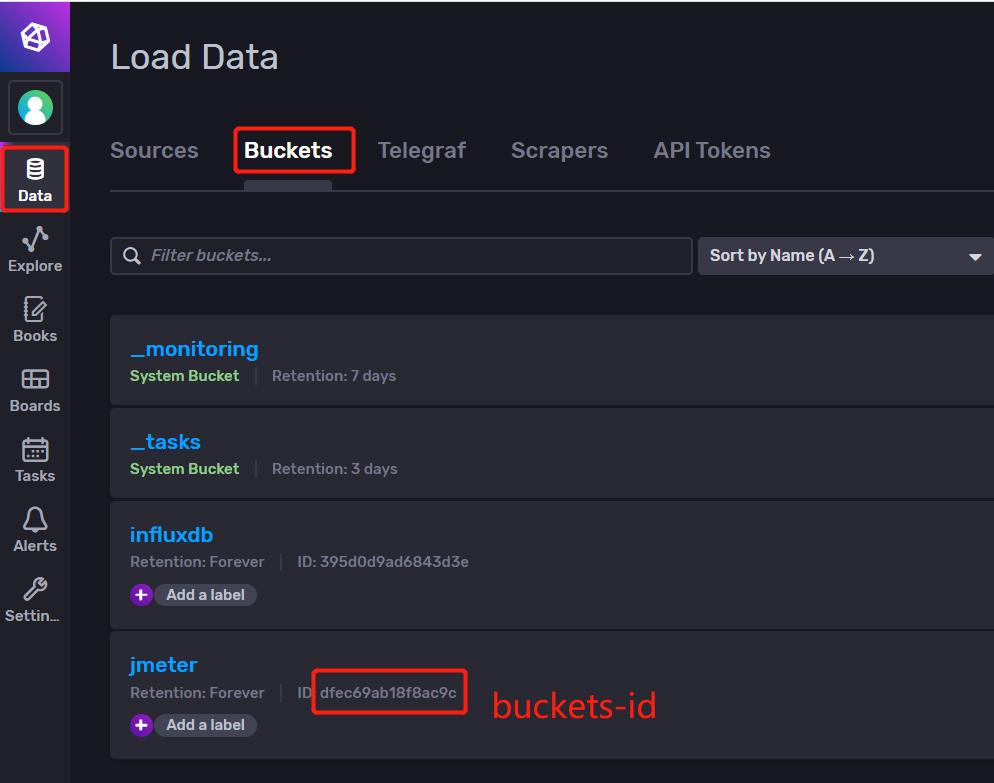 Load Data
Data
Explore
Books
Boards
Tasks
Alerts
Settin...
Sources Buckets Telegraf Scrapers API Tokens
Filter buckets... Sort by Name (A → Z)
_monitoring
System Bucket Retention: 7 days
_tasks
System Bucket Retention: 3 days
influxdb
Retention: Forever ID: 395d0d9ad6843d3e
+ Add a label
jmeter
Retention: Forever ID dfec69ab18f8ac9c buckets-id
+ Add a label